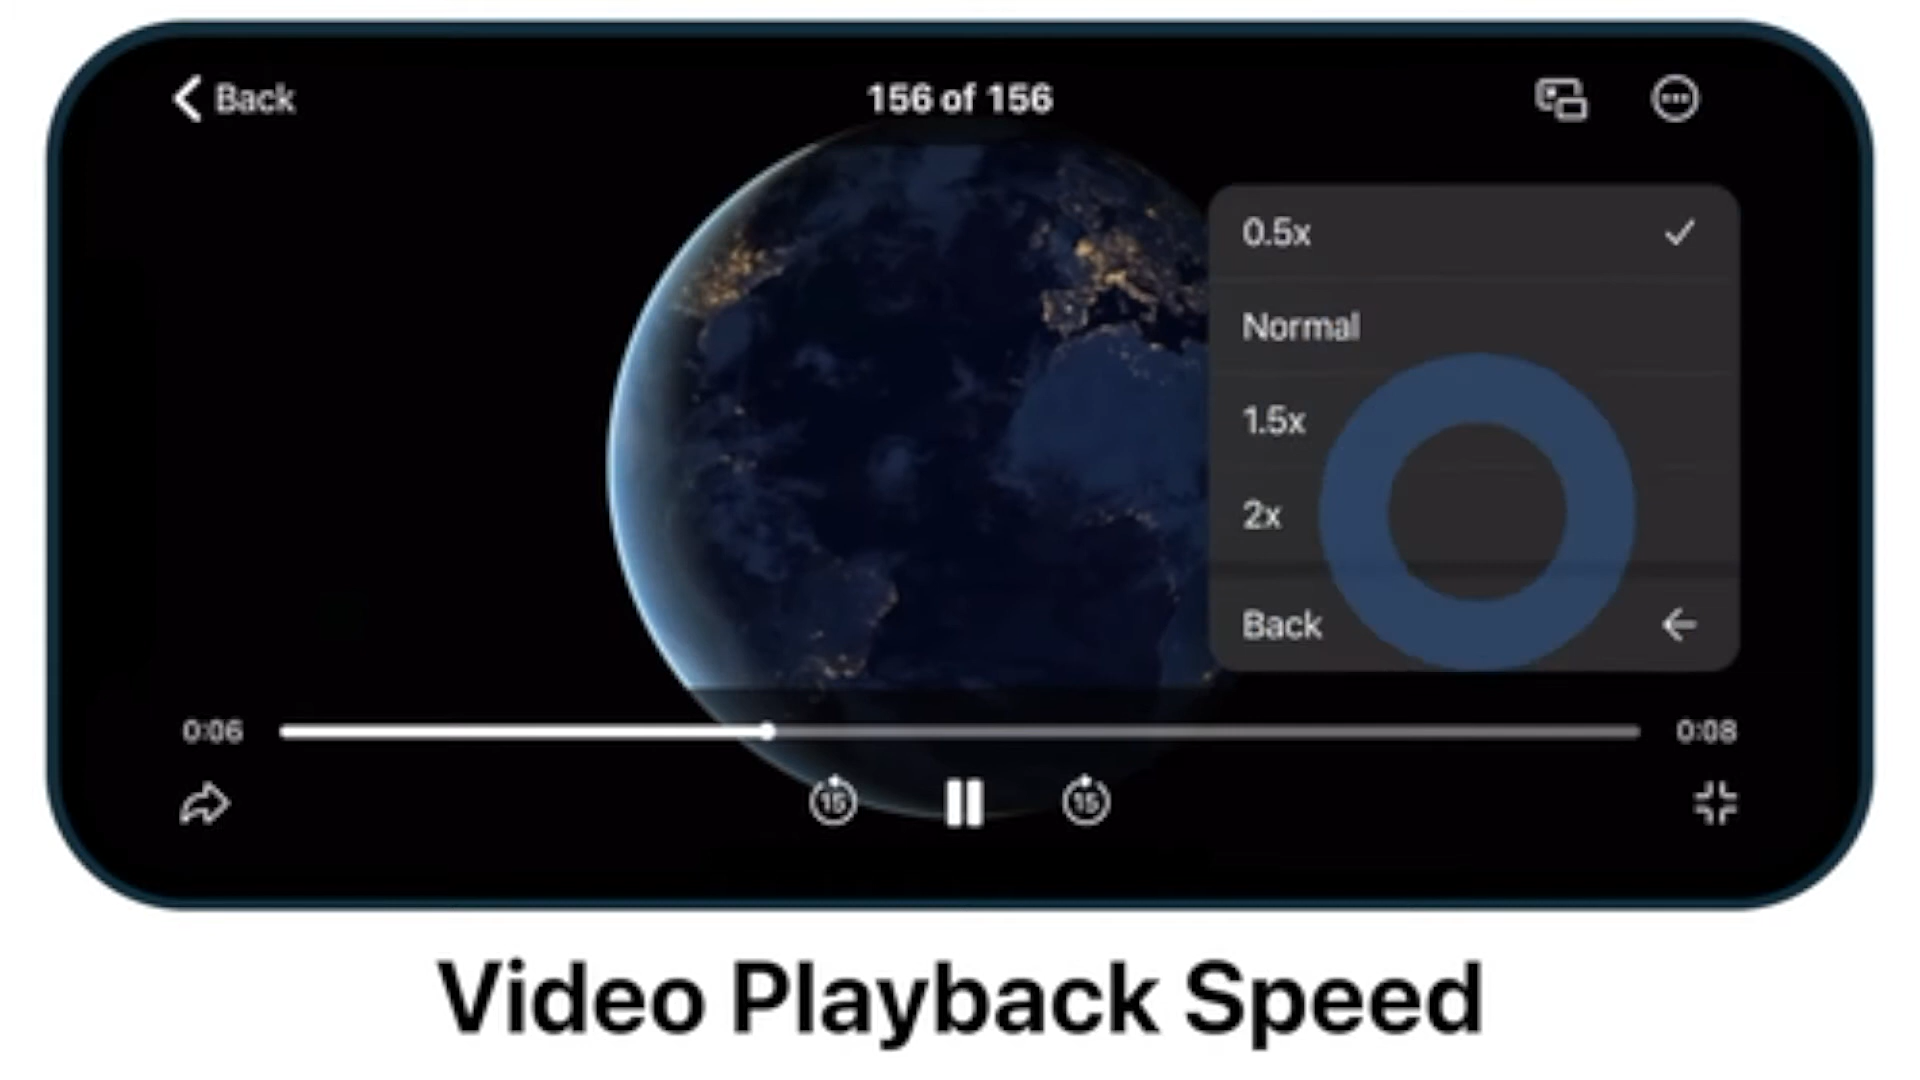 Back
156 of 156
0.5x
Normal
1.5x
2x
Back
0:06
0:08
15
15
Video Playback Speed